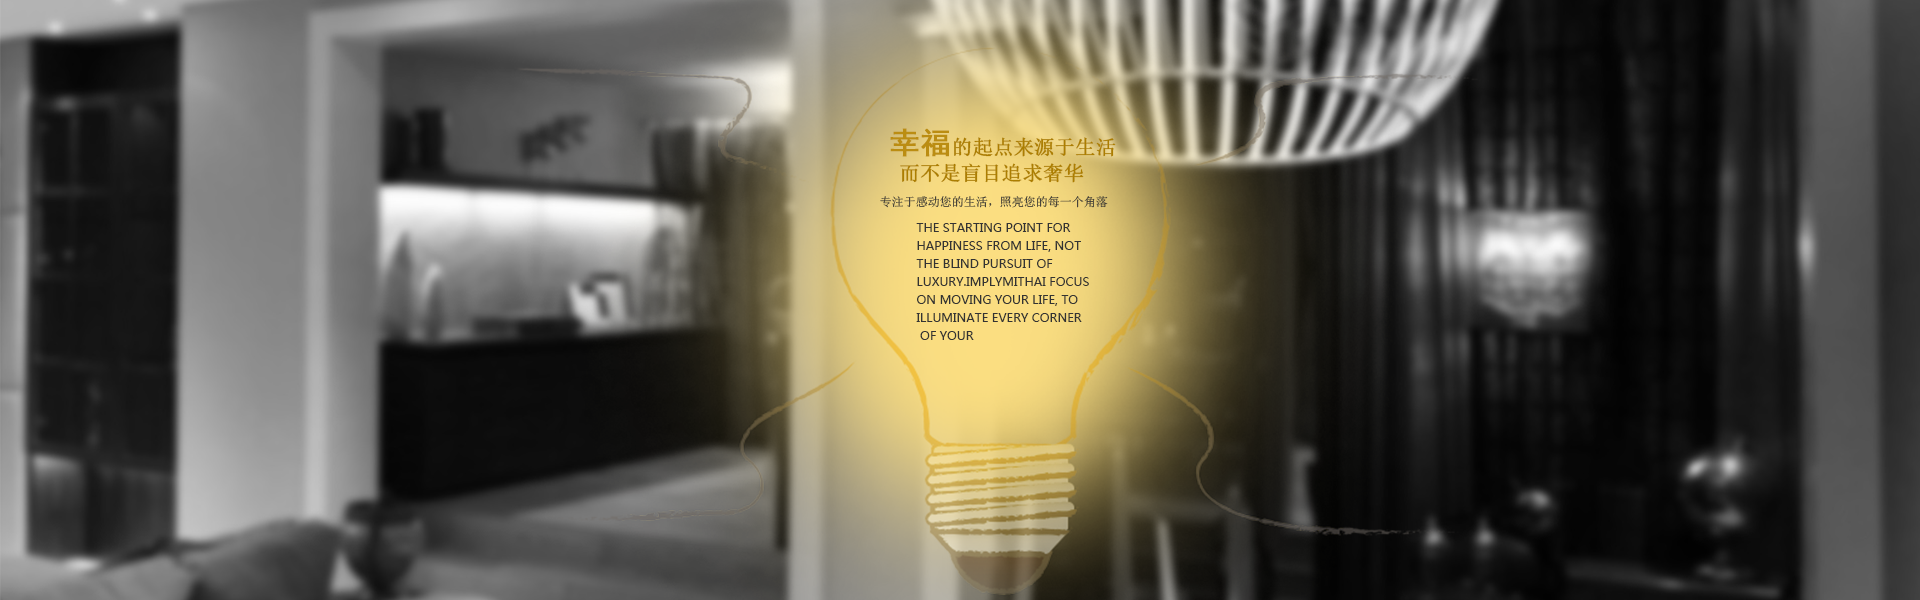 幸福的起点来源于生活
而不是盲目追求奢华
专注于感动您的生活，照亮您的每一个角落
THE STARTING POINT FOR
HAPPINESS FROM LIFE, NOT
THE BLIND PURSUIT OF
LUXURY.IMPLYMITHAI FOCUS
ON MOVING YOUR LIFE, TO
ILLUMINATE EVERY CORNER
OF YOUR